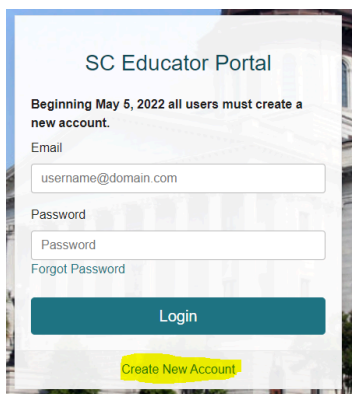 SC Educator Portal
Beginning May 5, 2022 all users must create a
new account.
Email
username@domain.com
Password
Password
Forgot Password
Login
Create New Account